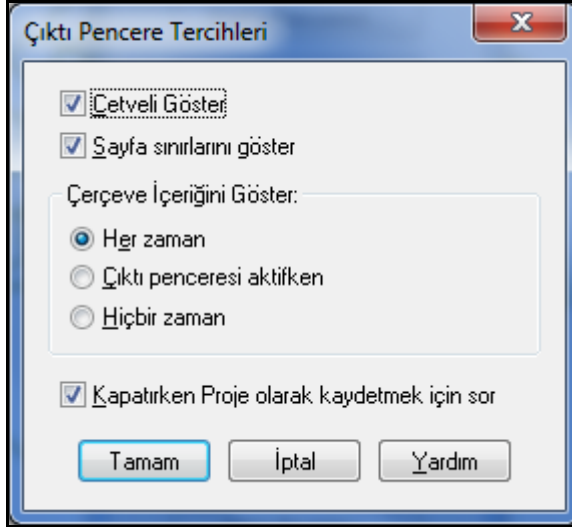 Çıktı Pencere Tercihleri
Cetveli Göster
Sayfa sınırlarını göster
Çerçeve İçeriğini Göster:
Her zaman
Çıktı penceresi aktifken
Hiçbir zaman
Kapatırken Proje olarak kaydetmek için sor
Tamam İptal Yardım